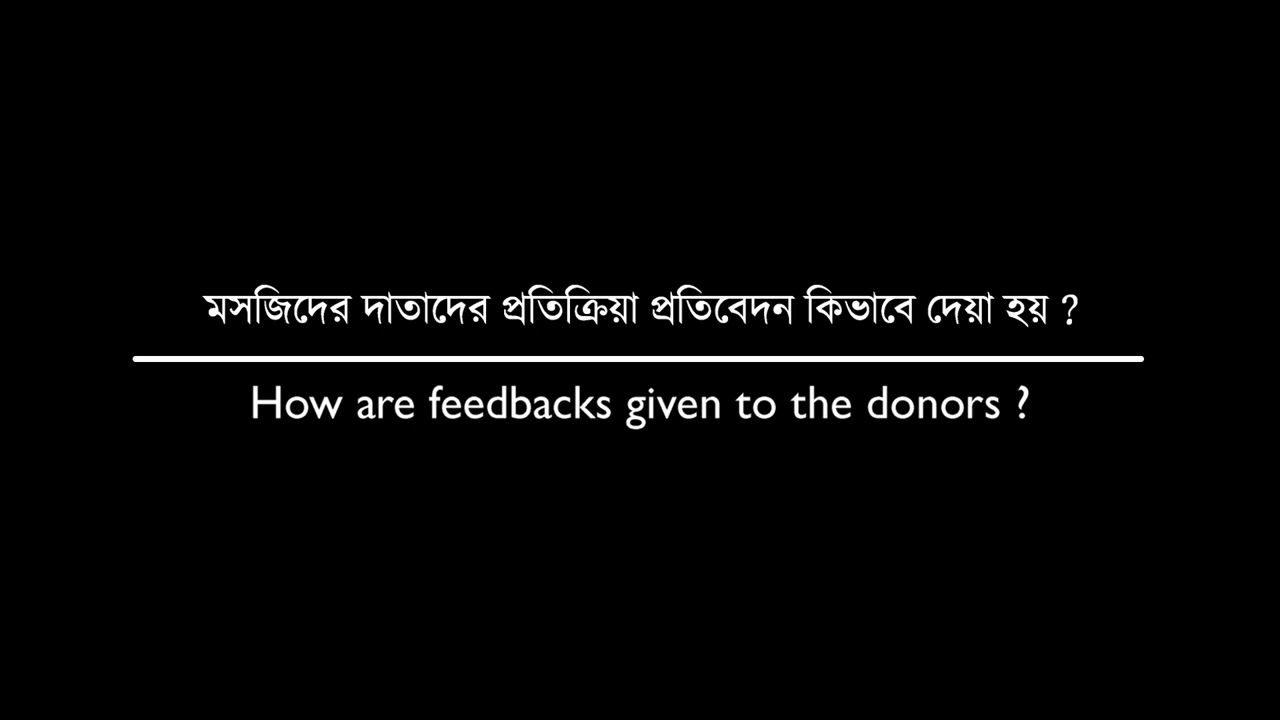 মসজিদের দাতাদের প্রতিক্রিয়া প্রতিবেদন কিভাবে দেয়া হয় ?
How are feedbacks given to the donors ?